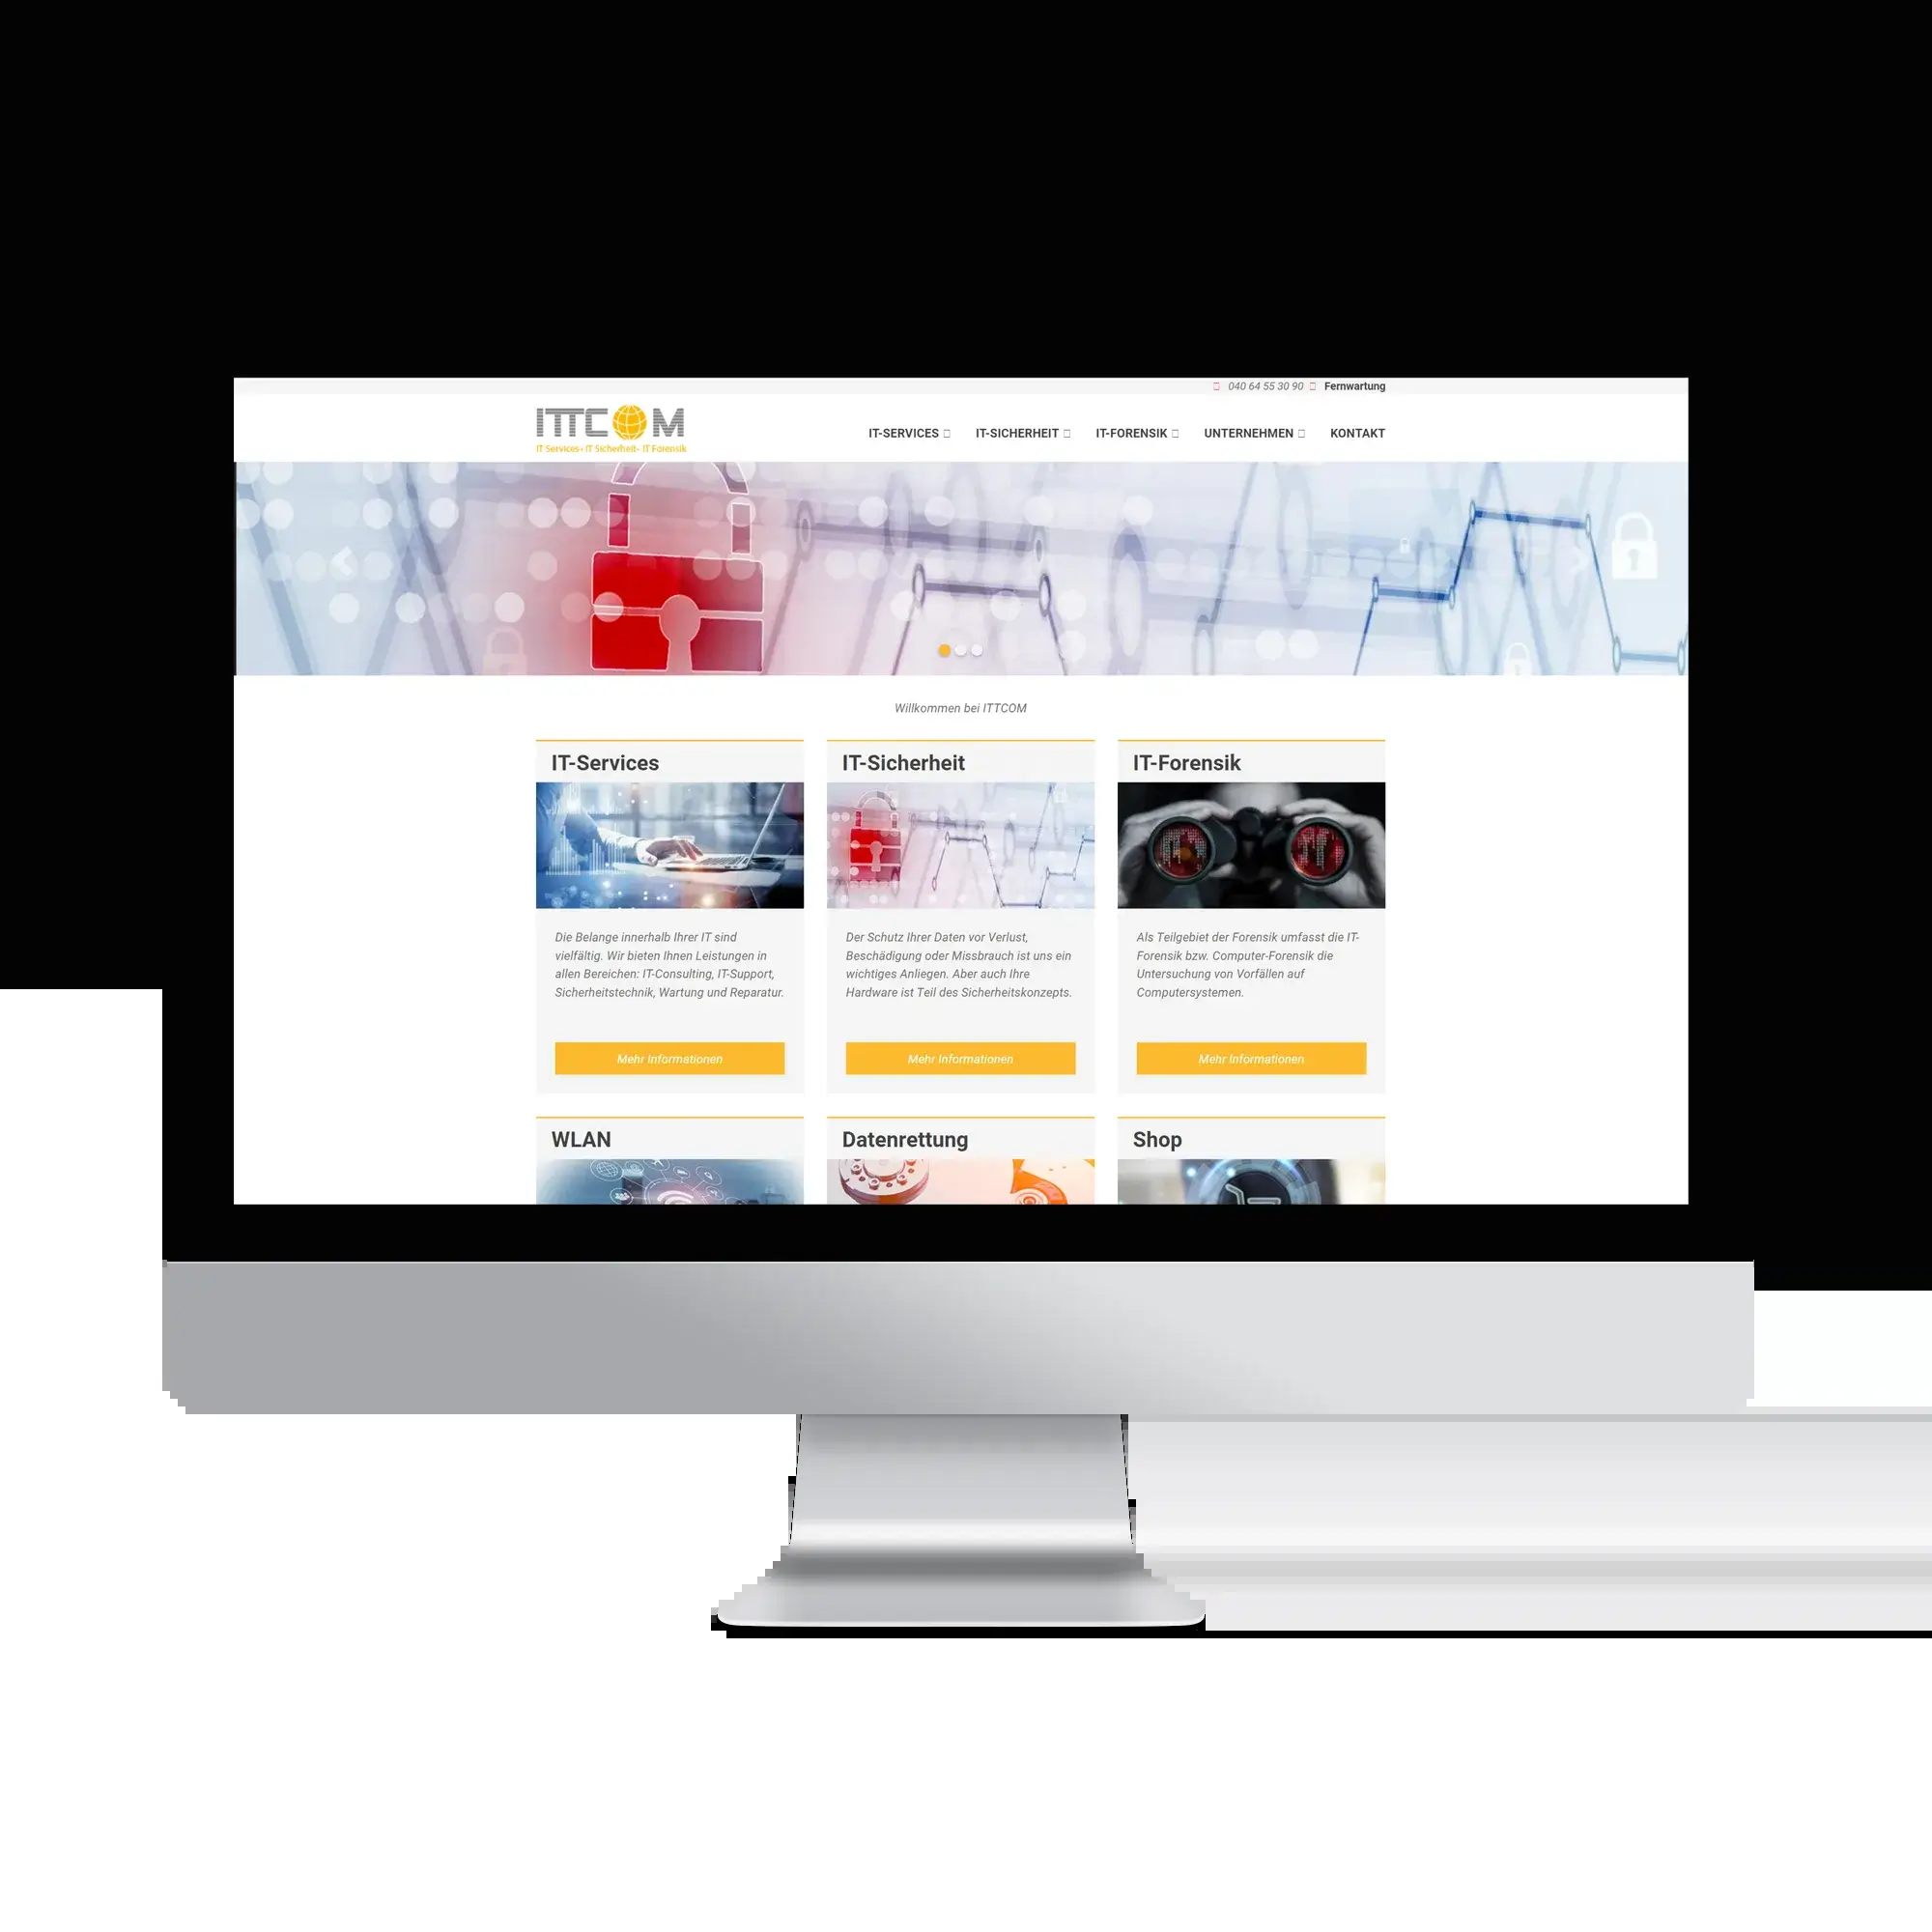 040 64 55 30 90 Fernwartung
ITTCOM
IT Services- IT Sicherheit- IT Forensik
IT-SERVICES IT-SICHERHEIT IT-FORENSIK UNTERNEHMEN KONTAKT
Willkommen bei ITTCOM
IT-Services
Die Belange innerhalb Ihrer IT sind
vielfältig. Wir bieten Ihnen Leistungen in
allen Bereichen: IT-Consulting, IT-Support,
Sicherheitstechnik, Wartung und Reparatur.
Mehr Informationen
IT-Sicherheit
Der Schutz Ihrer Daten vor Verlust,
Beschädigung oder Missbrauch ist uns ein
wichtiges Anliegen. Aber auch Ihre
Hardware ist Teil des Sicherheitskonzepts.
Mehr Informationen
IT-Forensik
Als Teilgebiet der Forensik umfasst die IT-
Forensik bzw. Computer-Forensik die
Untersuchung von Vorfällen auf
Computersystemen.
Mehr Informationen
WLAN
Datenrettung
Shop